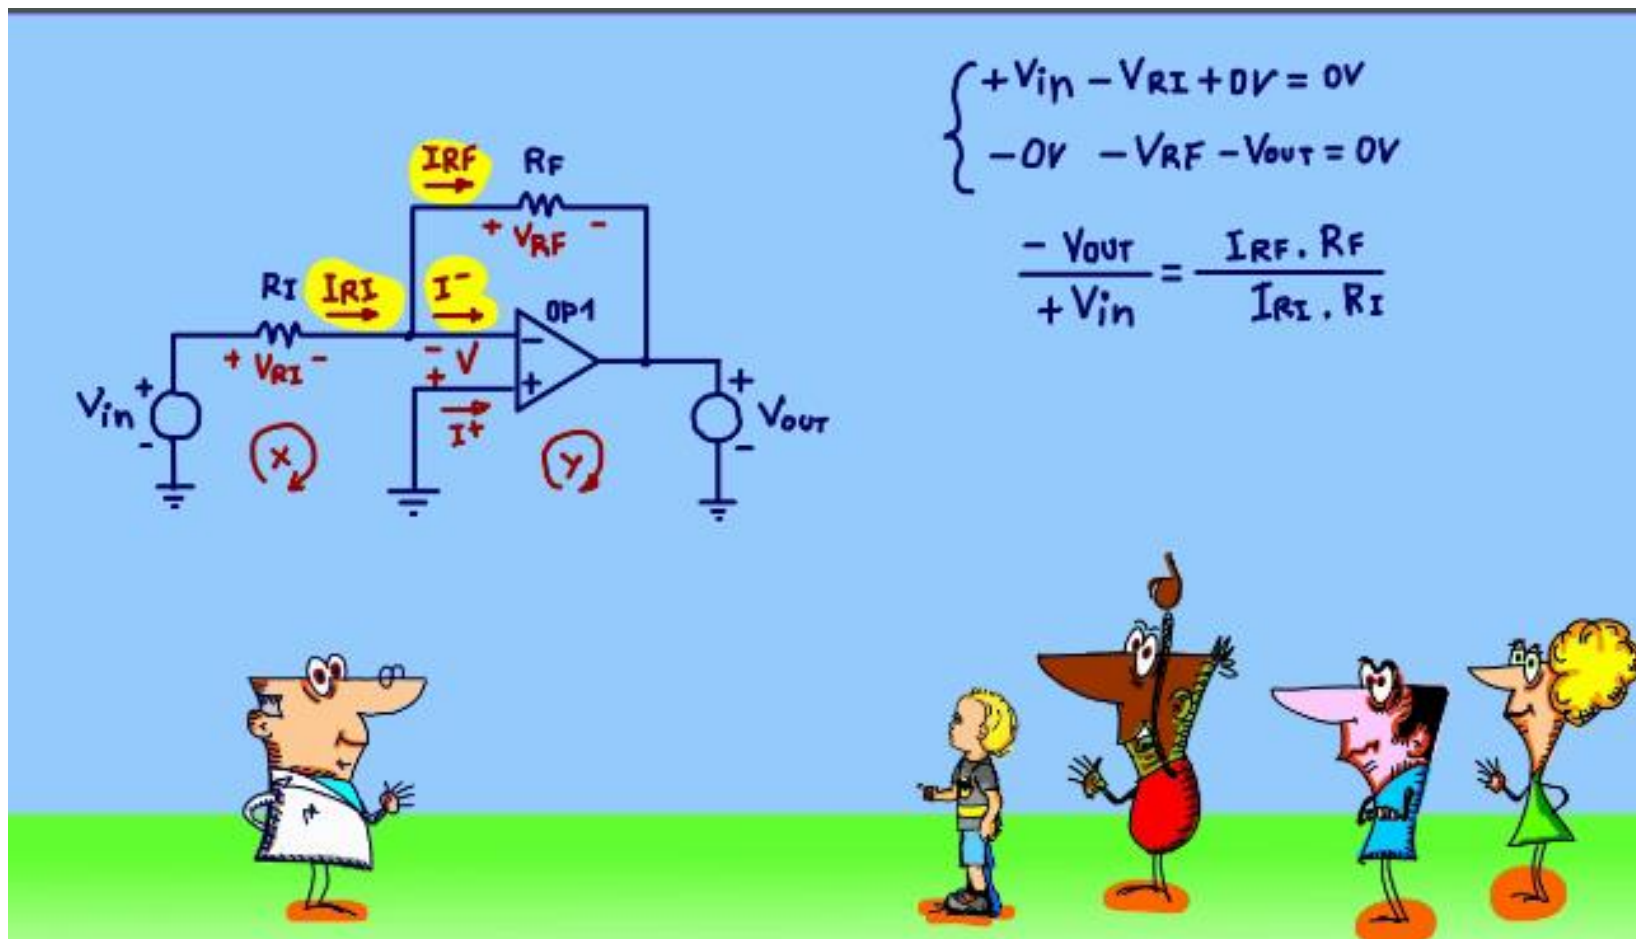 +Vin - VRI + 0V = 0V
-0V - VRF - VOUT = 0V
- VOUT / + Vin = IRF . RF / IRI . RI
IRF RF
+ VRF -
RI IRI I- OP1
+ VRI - - V + - +
I+
Vin + - X Y + - VOUT